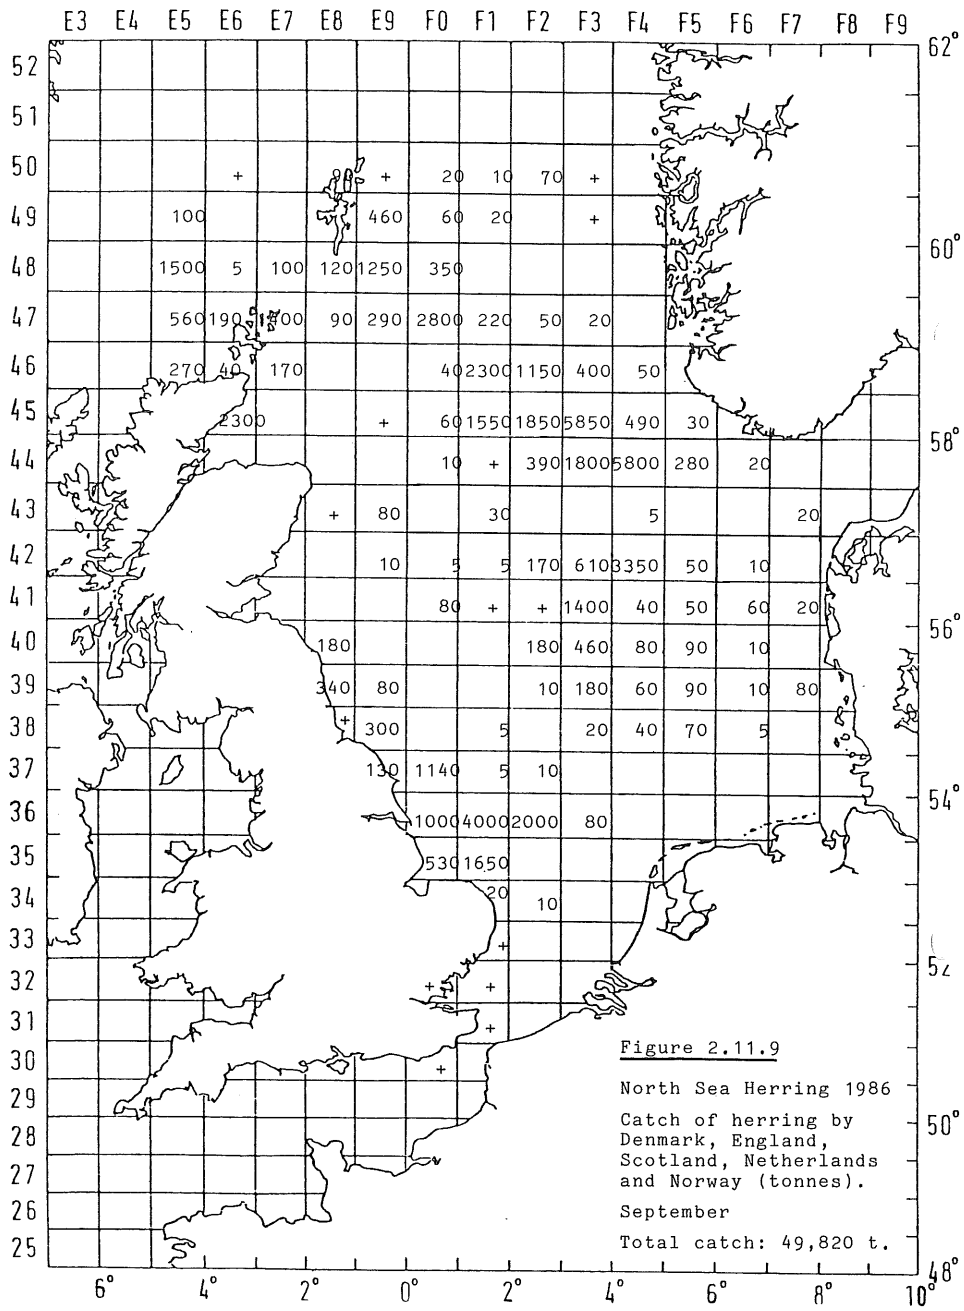 E3 E4 E5 E6 E7 E8 E9 F0 F1 F2 F3 F4 F5 F6 F7 F8 F9
62°
52
51
50 + 90 + 20 10 70 +
49 100 460 60 20 +
60°
48 1500 5 100 120 1250 350
47 560 190 90 290 2800 220 50 20
46 270 40 170 40 2300 1150 400 50
45 2300 + 60 1550 1850 5850 490 30
58°
44 10 + 390 1800 5800 280 20
43 + 80 30 5 20
42 10 5 5 170 610 3350 50 10
41 80 + + 1400 40 50 60 20
56°
40 180 180 460 80 90 10
39 340 80 10 180 60 90 10 80
38 + 300 5 20 40 70 5
37 130 1140 5 10
54°
36 1000 4000 2000 80
35 530 1650
34 20 10
33 +
52°
32 + +
31 +
30 +
29
28
50°
27
26
25
48°
6° 4° 2° 0° 2° 4° 6° 8° 10°
Figure 2.11.9
North Sea Herring 1986
Catch of herring by
Denmark, England,
Scotland, Netherlands
and Norway (tonnes).
September
Total catch: 49,820 t.